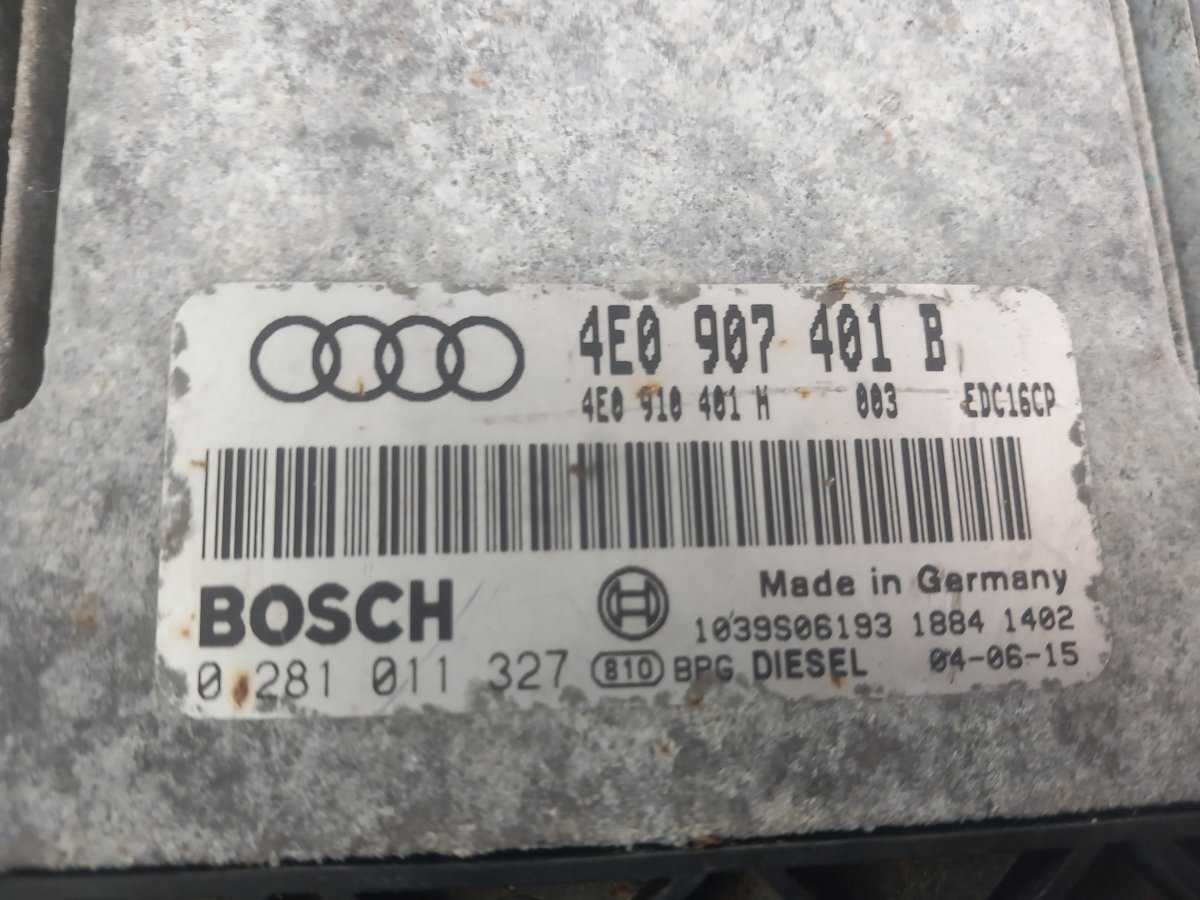 4E0 907 401 B
4E0 910 401 H 003 EDC16CP
BOSCH
Made in Germany
1039S06193 1884 1402
0 281 011 327 810 BPG DIESEL 04-06-15